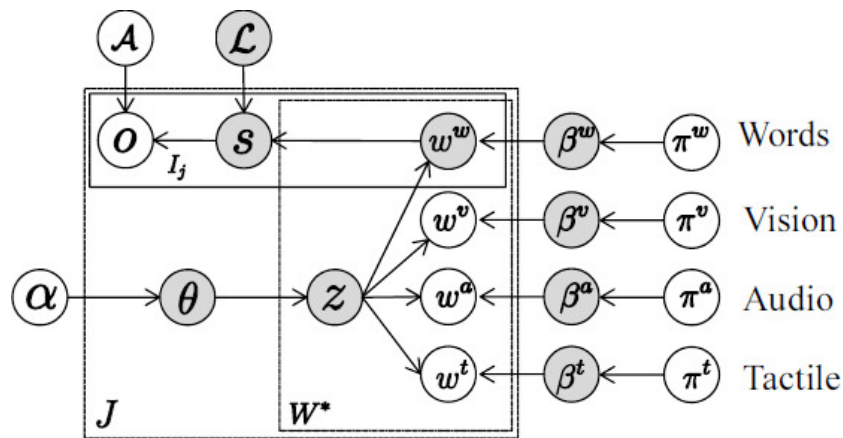 𝒜 ℒ
o s w^w β^w π^w Words
I_j
w^v β^v π^v Vision
α θ z w^a β^a π^a Audio
w^t β^t π^t Tactile
J W*